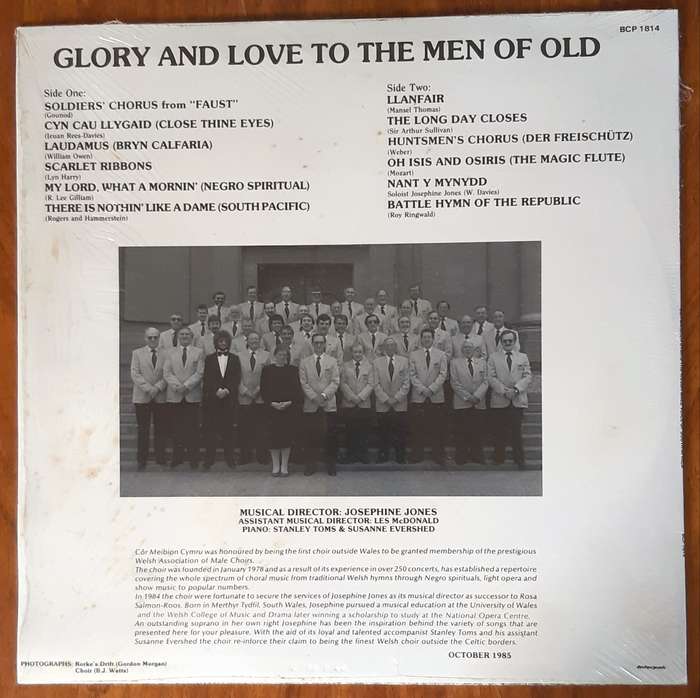 BCP 1814
GLORY AND LOVE TO THE MEN OF OLD
Side One:
SOLDIERS' CHORUS from "FAUST"
(Gounod)
CYN CAU LLYGAID (CLOSE THINE EYES)
(Ieuan Rees-Davies)
LAUDAMUS (BRYN CALFARIA)
(William Owen)
SCARLET RIBBONS
(Lyn Harry)
MY LORD, WHAT A MORNIN' (NEGRO SPIRITUAL)
(R. Lee Gilliam)
THERE IS NOTHIN' LIKE A DAME (SOUTH PACIFIC)
(Rogers and Hammerstein)
Side Two:
LLANFAIR
(Mansel Thomas)
THE LONG DAY CLOSES
(Sir Arthur Sullivan)
HUNTSMEN'S CHORUS (DER FREISCHÜTZ)
(Weber)
OH ISIS AND OSIRIS (THE MAGIC FLUTE)
(Mozart)
NANT Y MYNYDD
Soloist Josephine Jones (W. Davies)
BATTLE HYMN OF THE REPUBLIC
(Roy Ringwald)
MUSICAL DIRECTOR: JOSEPHINE JONES
ASSISTANT MUSICAL DIRECTOR: LES McDONALD
PIANO: STANLEY TOMS & SUSANNE EVERSHED
Côr Meibion Cymru was honoured by being the first choir outside Wales to be granted membership of the prestigious
Welsh Association of Male Choirs.
The choir was founded in January 1978 and as a result of its experience in over 250 concerts, has established a repertoire
covering the whole spectrum of choral music from traditional Welsh hymns through Negro spirituals, light opera and
show music to popular numbers.
In 1984 the choir were fortunate to secure the services of Josephine Jones as its musical director as successor to Rosa
Salmon-Roos. Born in Merthyr Tydfil, South Wales, Josephine pursued a musical education at the University of Wales
and the Welsh College of Music and Drama later winning a scholarship to study at the National Opera Centre.
An outstanding soprano in her own right Josephine has been the inspiration behind the variety of songs that are
presented here for your pleasure. With the aid of its loyal and talented accompanist Stanley Toms and his assistant
Susanne Evershed the choir re-inforce their claim to being the finest Welsh choir outside the Celtic borders.
OCTOBER 1985
PHOTOGRAPHS: Rorke's Drift (Gordon Morgan)
Choir (B.J. Watts)